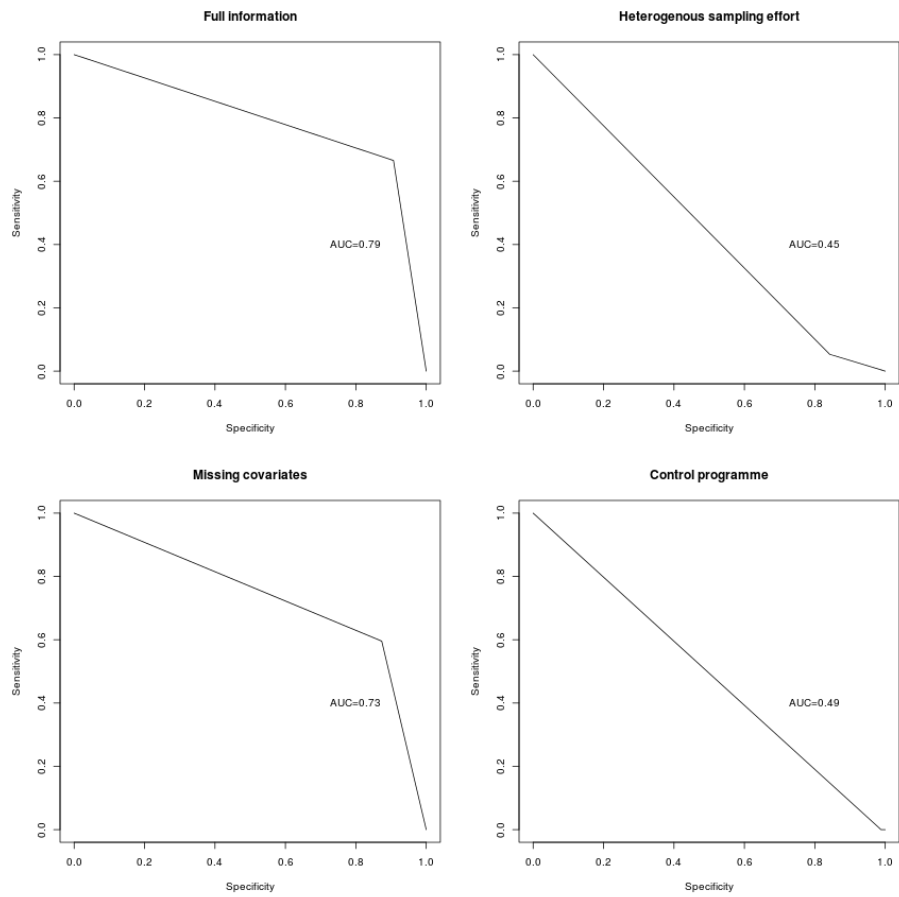 Full information
1.0
0.8
0.6
0.4
0.2
0.0
Sensitivity
AUC=0.79
0.0 0.2 0.4 0.6 0.8 1.0
Specificity
Heterogenous sampling effort
1.0
0.8
0.6
0.4
0.2
0.0
Sensitivity
AUC=0.45
0.0 0.2 0.4 0.6 0.8 1.0
Specificity
Missing covariates
1.0
0.8
0.6
0.4
0.2
0.0
Sensitivity
AUC=0.73
0.0 0.2 0.4 0.6 0.8 1.0
Specificity
Control programme
1.0
0.8
0.6
0.4
0.2
0.0
Sensitivity
AUC=0.49
0.0 0.2 0.4 0.6 0.8 1.0
Specificity